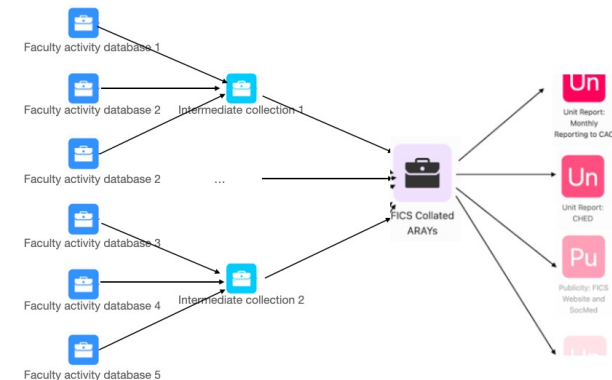 Faculty activity database 1
Faculty activity database 2
Intermediate collection 1
Faculty activity database 2
...
Faculty activity database 3
Faculty activity database 4
Intermediate collection 2
Faculty activity database 5
FICS Collated
ARAYs
Un
Unit Report:
Monthly
Reporting to CAC
Un
Unit Report:
CHED
Pu
Publicity: FICS
Website and
SocMed
Un